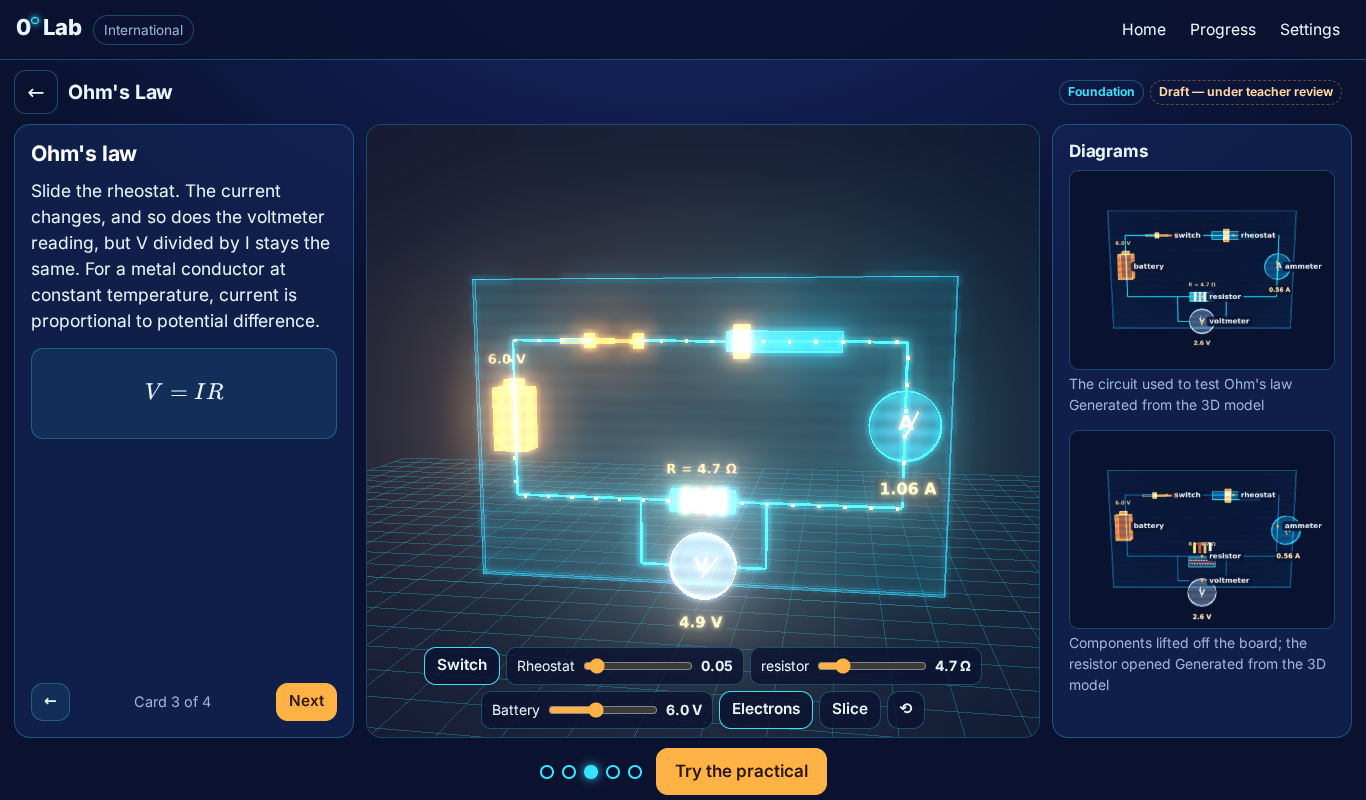 0° Lab
International
Home
Progress
Settings
←
Ohm's Law
Foundation
Draft — under teacher review
Ohm's law
Slide the rheostat. The current
changes, and so does the voltmeter
reading, but V divided by I stays the
same. For a metal conductor at
constant temperature, current is
proportional to potential difference.
V = IR
←
Card 3 of 4
Next
6.0 V
A
R = 4.7 Ω
1.06 A
V
4.9 V
Switch
Rheostat
0.05
resistor
4.7 Ω
Battery
6.0 V
Electrons
Slice
⟲
Try the practical
Diagrams
switch
rheostat
6.0 V
battery
A
ammeter
R = 4.7 Ω
0.56 A
resistor
V
voltmeter
2.6 V
The circuit used to test Ohm's law
Generated from the 3D model
switch
rheostat
6.0 V
battery
ammeter
resistor
0.56 A
voltmeter
V
2.6 V
Components lifted off the board; the
resistor opened Generated from the 3D
model